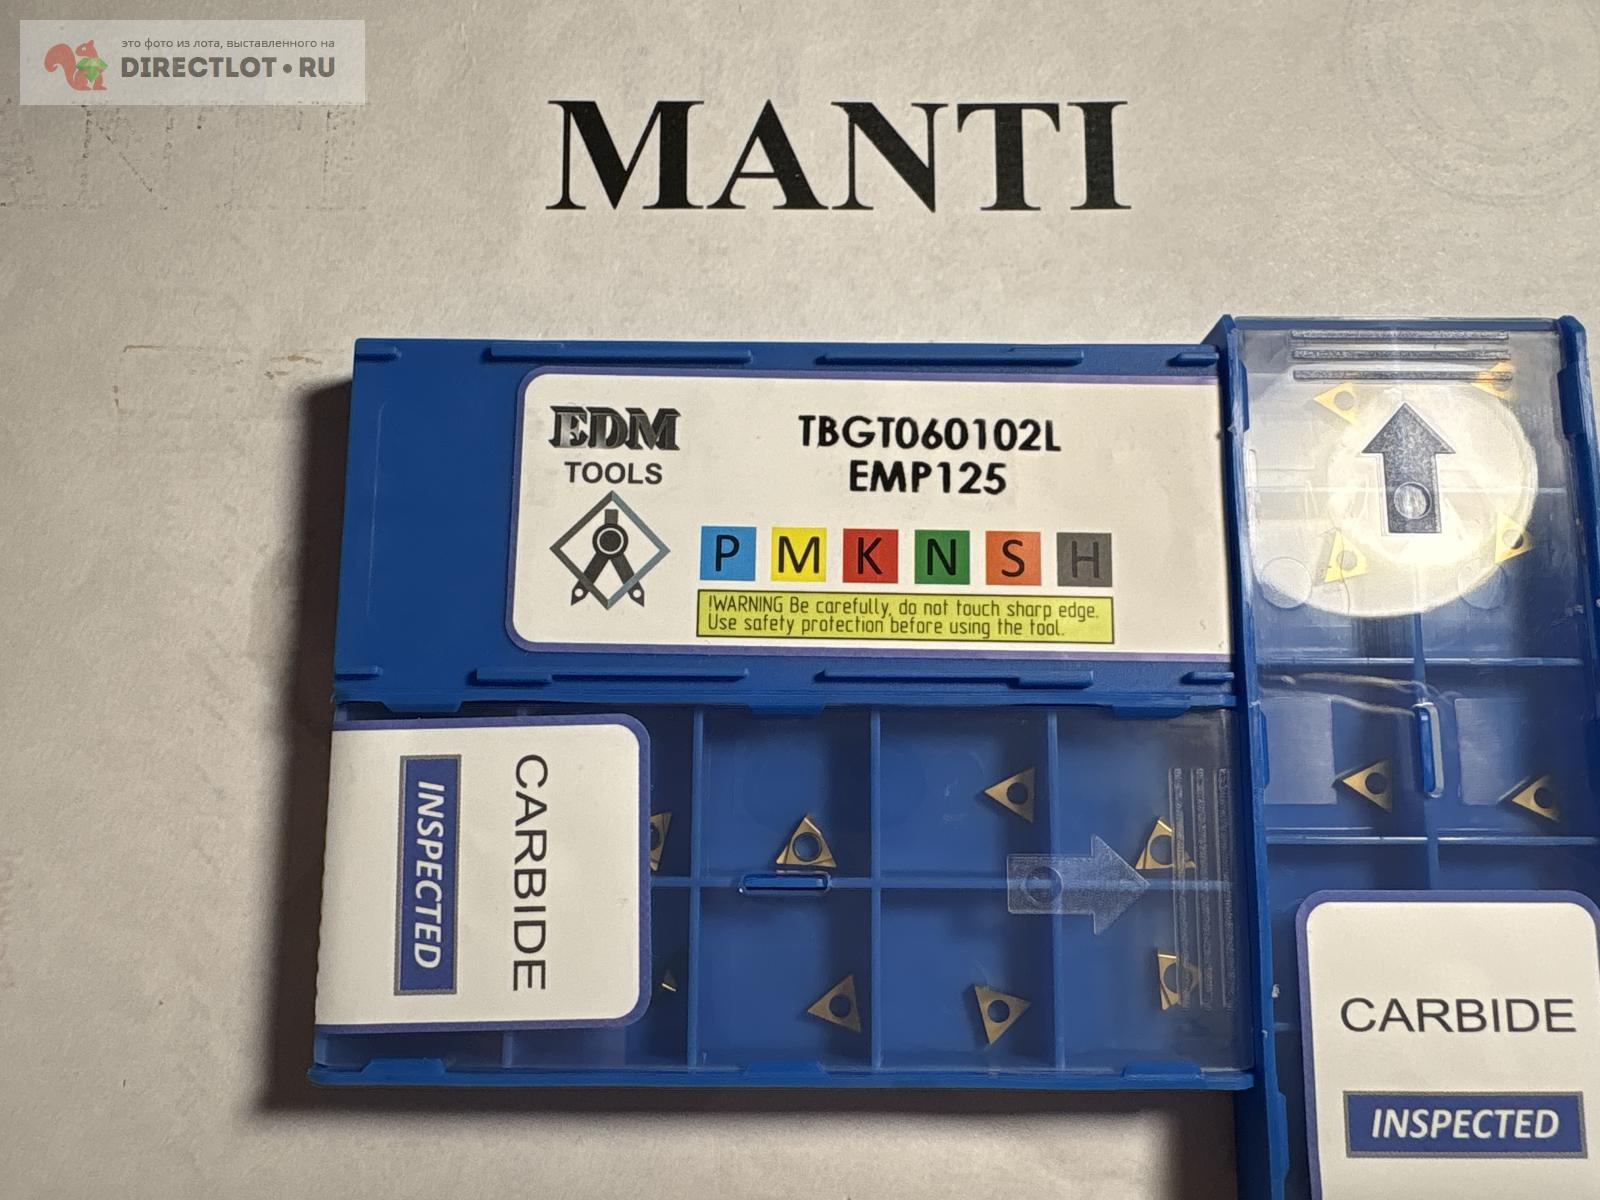 это фото из лота, выставленного на
DIRECTLOT•RU
MANTI
EDM
TOOLS
TBGT060102L
EMP125
P M K N S H
!WARNING Be carefully, do not touch sharp edge.
Use safety protection before using the tool.
CARBIDE
INSPECTED
CARBIDE
INSPECTED